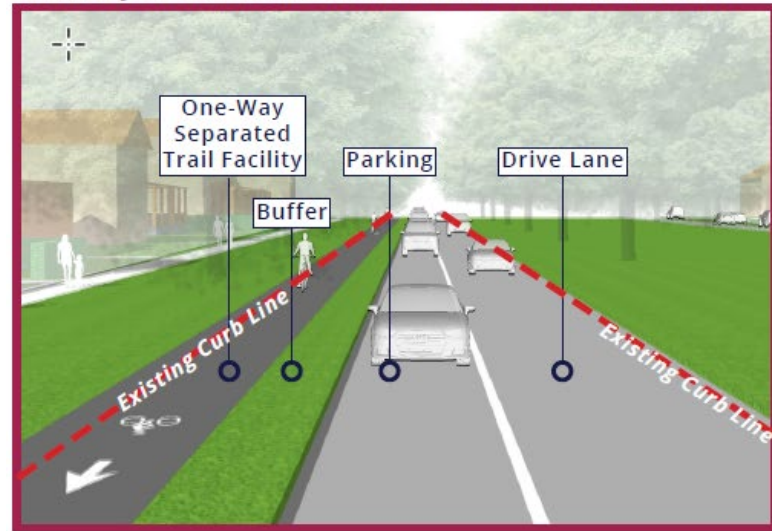 One-Way
Separated
Trail Facility
Buffer
Parking
Drive Lane
Existing Curb Line
Existing Curb Line